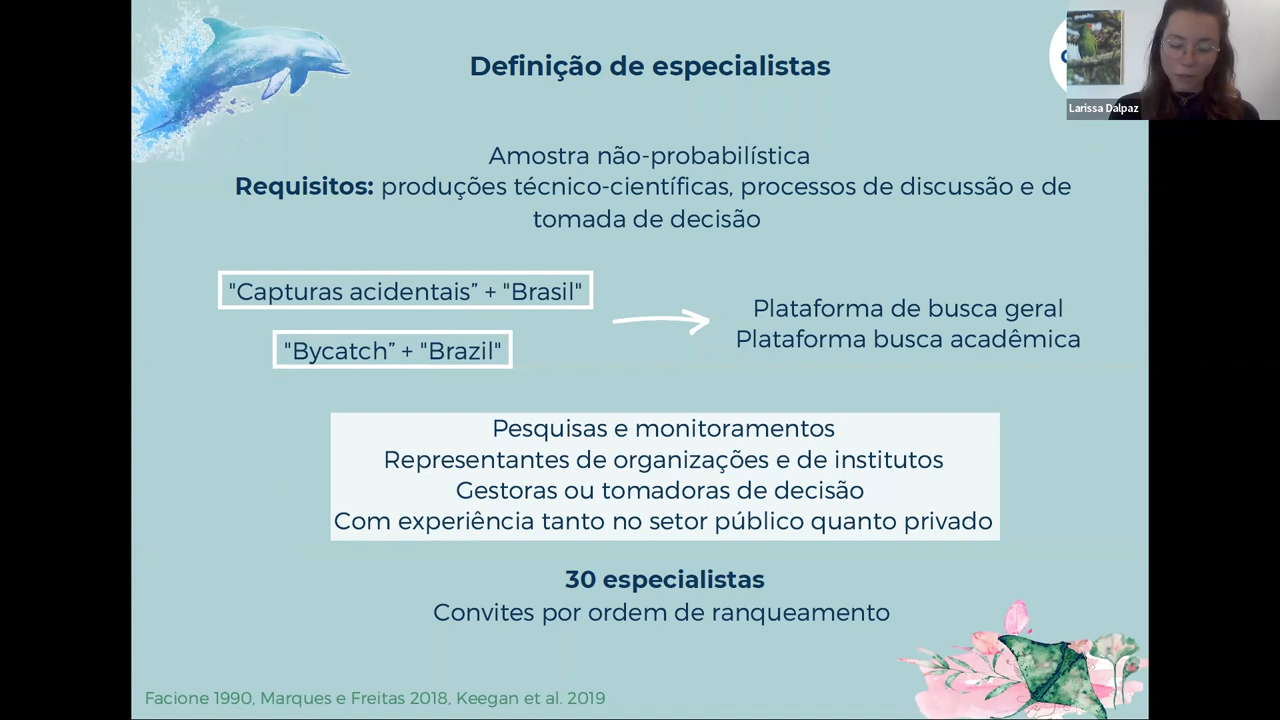 Definição de especialistas
Larissa Dalpaz
Amostra não-probabilística
Requisitos: produções técnico-científicas, processos de discussão e de
tomada de decisão
"Capturas acidentais” + "Brasil"
"Bycatch” + "Brazil"
Plataforma de busca geral
Plataforma busca acadêmica
Pesquisas e monitoramentos
Representantes de organizações e de institutos
Gestoras ou tomadoras de decisão
Com experiência tanto no setor público quanto privado
30 especialistas
Convites por ordem de ranqueamento
Facione 1990, Marques e Freitas 2018, Keegan et al. 2019